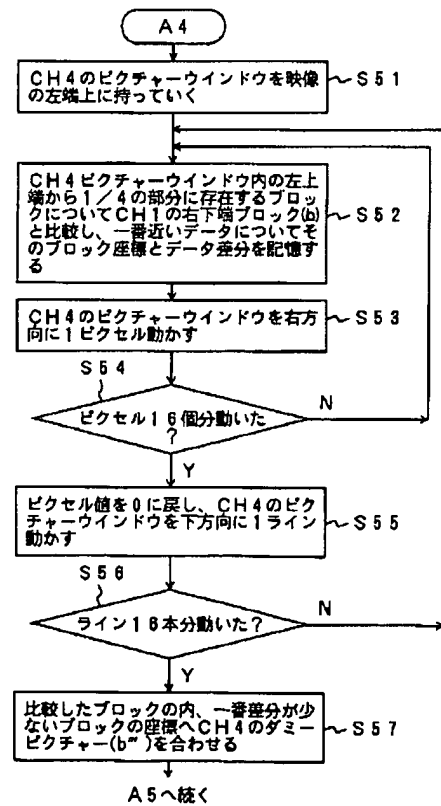 A4
CH4のピクチャーウインドウを映像
の左端上に持っていく
S51
CH4ピクチャーウインドウ内の左上
端から1/4の部分に存在するブロッ
クについてCH1の右下端ブロック(b)
と比較し、一番近いデータについてそ
のブロック座標とデータ差分を記憶す
る
S52
CH4のピクチャーウインドウを右方
向に1ピクセル動かす
S53
S54
ピクセル16個分動いた
?
N
Y
ピクセル値を0に戻し、CH4のピク
チャーウインドウを下方向に1ライン
動かす
S55
S56
ライン16本分動いた?
N
Y
比較したブロックの内、一番差分が少
ないブロックの座標へCH4のダミー
ピクチャー(b‴)を合わせる
S57
A5へ続く